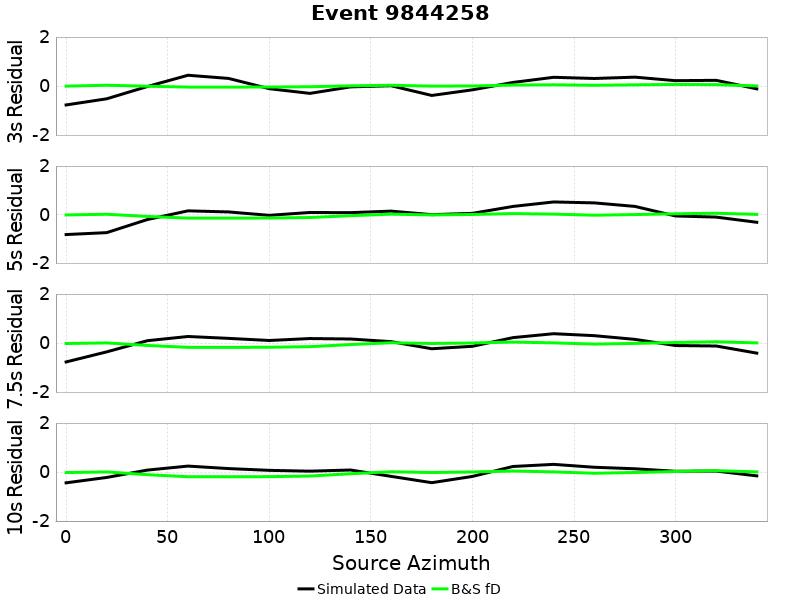 Event 9844258
3s Residual
2
0
-2
5s Residual
2
0
-2
7.5s Residual
2
0
-2
10s Residual
2
0
-2
0 50 100 150 200 250 300
Source Azimuth
Simulated Data B&S fD